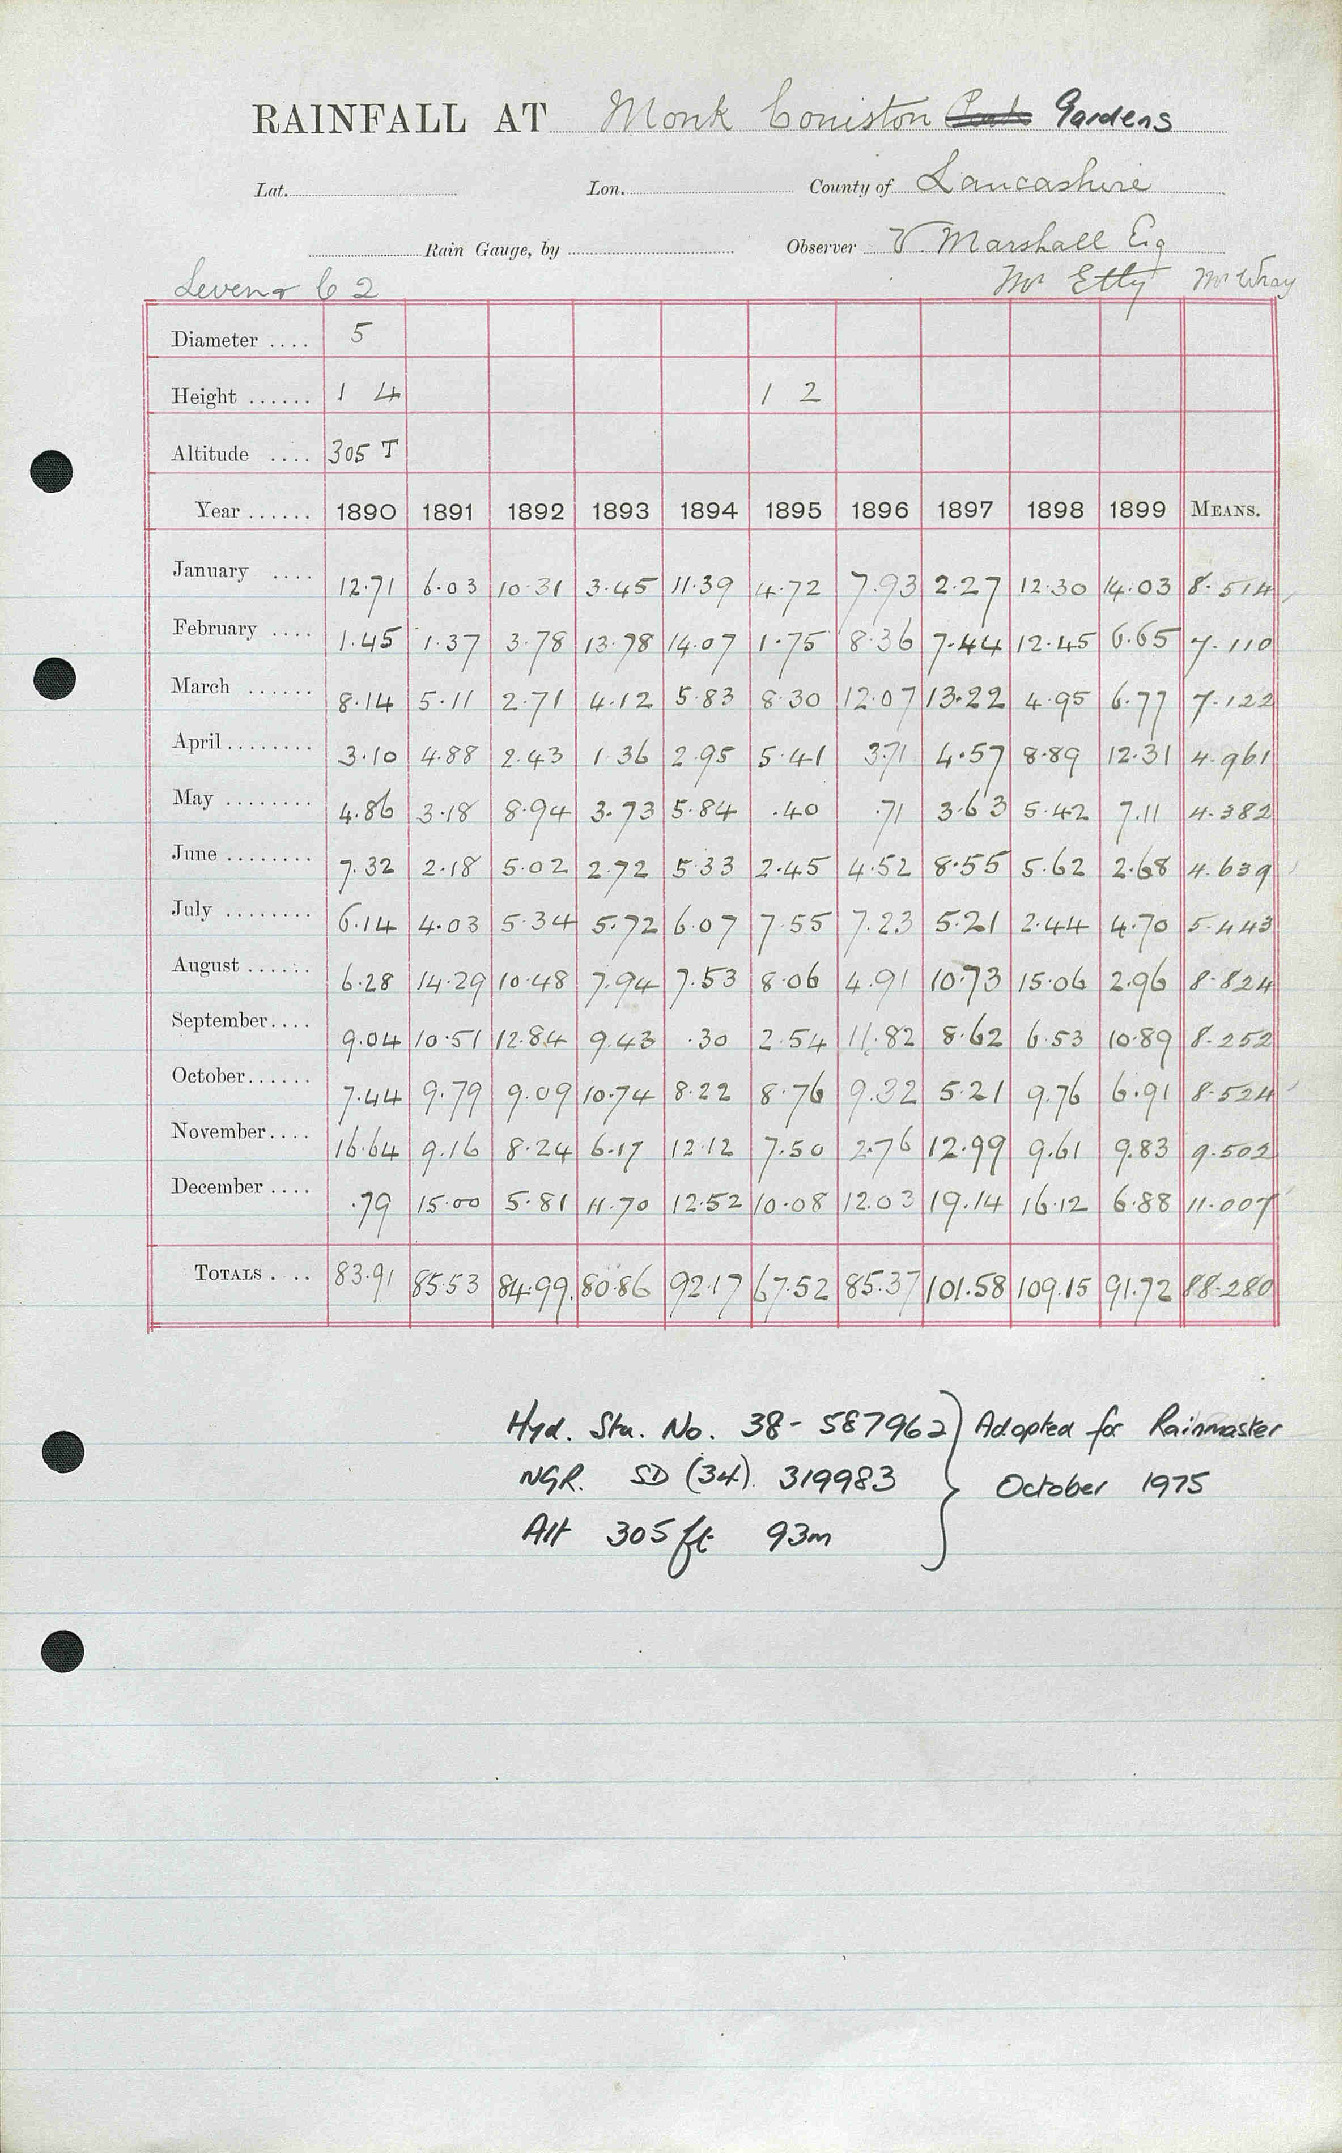 RAINFALL AT Monk Coniston Gardens
Lat. Lon. County of Lancashire
Rain Gauge, by Observer V. Marshall Esq
Leven & C 2 Mr Etty Mr Wray
Diameter .... 5
Height ...... 1 4 1 2
Altitude .... 305 T
Year ...... 1890 1891 1892 1893 1894 1895 1896 1897 1898 1899 MEANS.
January .... 12.71 6.03 10.31 3.45 11.39 4.72 7.93 2.27 12.30 14.03 8.514
February .... 1.45 1.37 3.78 13.78 14.07 1.75 8.36 7.44 12.45 6.65 7.110
March ...... 8.14 5.11 2.71 4.12 5.83 8.30 12.07 13.22 4.95 6.77 7.122
April ........ 3.10 4.88 2.43 1.36 2.95 5.41 3.71 4.57 8.89 12.31 4.961
May ........ 4.86 3.18 8.94 3.73 5.84 .40 .71 3.63 5.42 7.11 4.382
June ........ 7.32 2.18 5.02 2.72 5.33 2.45 4.52 8.55 5.62 2.68 4.639
July ........ 6.14 4.03 5.34 5.72 6.07 7.55 7.23 5.21 2.44 4.70 5.443
August ...... 6.28 14.29 10.48 7.94 7.53 8.06 4.91 10.73 15.06 2.96 8.824
September.... 9.04 10.51 12.84 9.43 .30 2.54 11.82 8.62 6.53 10.89 8.252
October...... 7.44 9.79 9.09 10.74 8.22 8.76 9.32 5.21 9.76 6.91 8.524
November.... 16.64 9.16 8.24 6.17 12.12 7.50 2.76 12.99 9.61 9.83 9.502
December .... .79 15.00 5.81 11.70 12.52 10.08 12.03 19.14 16.12 6.88 11.007
TOTALS . ... 83.91 85.53 84.99 80.86 92.17 67.52 85.37 101.58 109.15 91.72 88.280
Hyd. Sta. No. 38-587962 } Adopted for Rainmaster
NGR. SD (34) 319983 October 1975
Alt 305 ft 93m